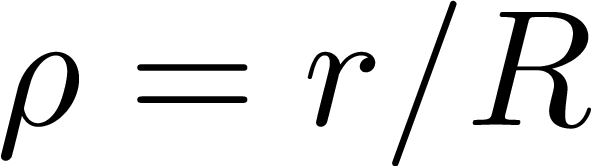 ρ = r/R